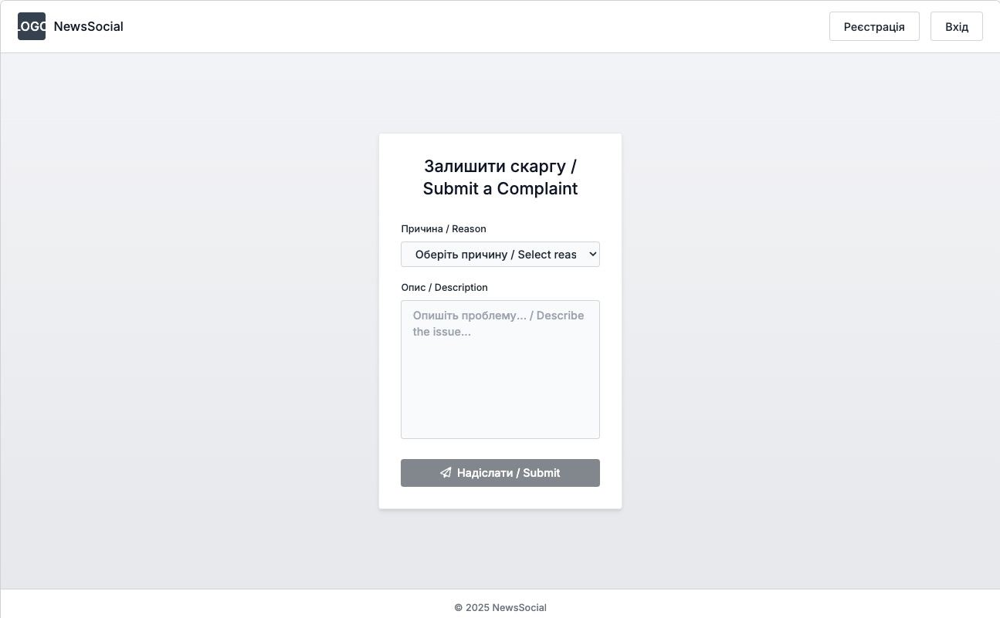 LOGO
NewsSocial
Реєстрація
Вхід
Залишити скаргу /
Submit a Complaint
Причина / Reason
Оберіть причину / Select reas
Опис / Description
Опишіть проблему... / Describe
the issue...
Надіслати / Submit
© 2025 NewsSocial